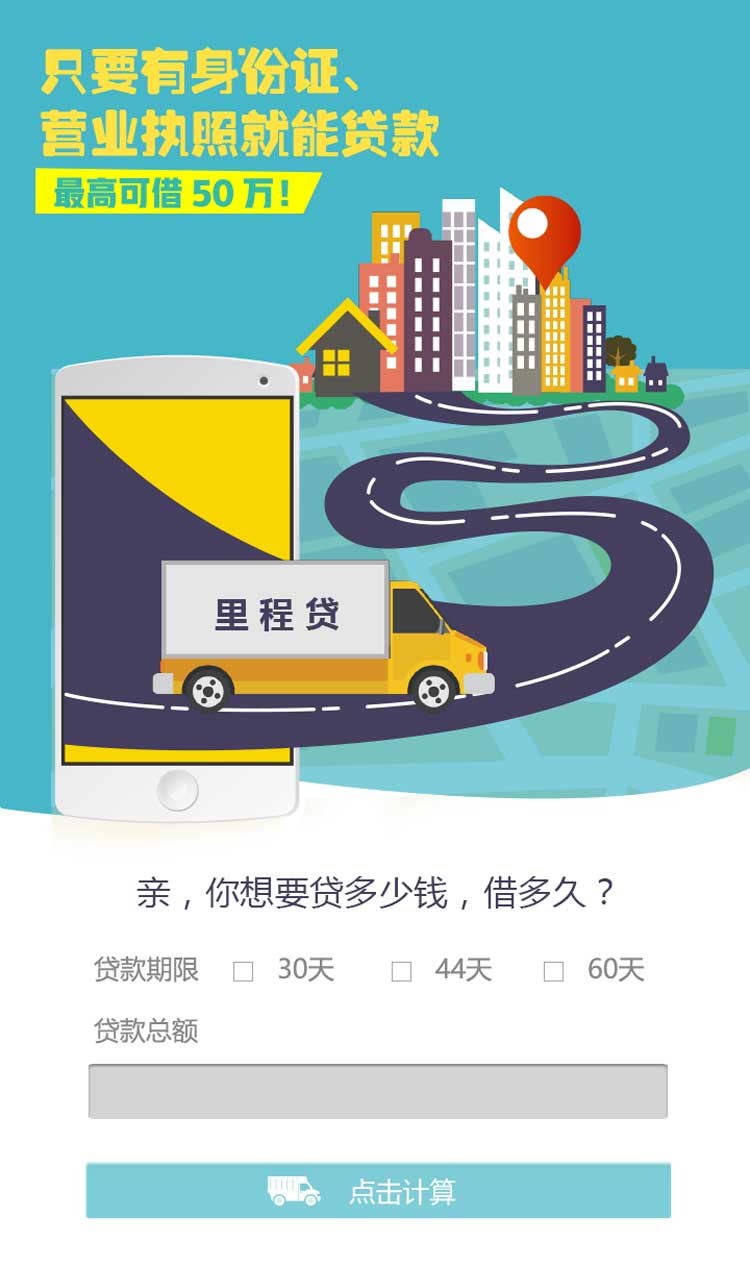 只要有身份证、
营业执照就能贷款
最高可借 50 万!
里程贷
亲，你想要贷多少钱，借多久？
贷款期限 30天 44天 60天
贷款总额
点击计算